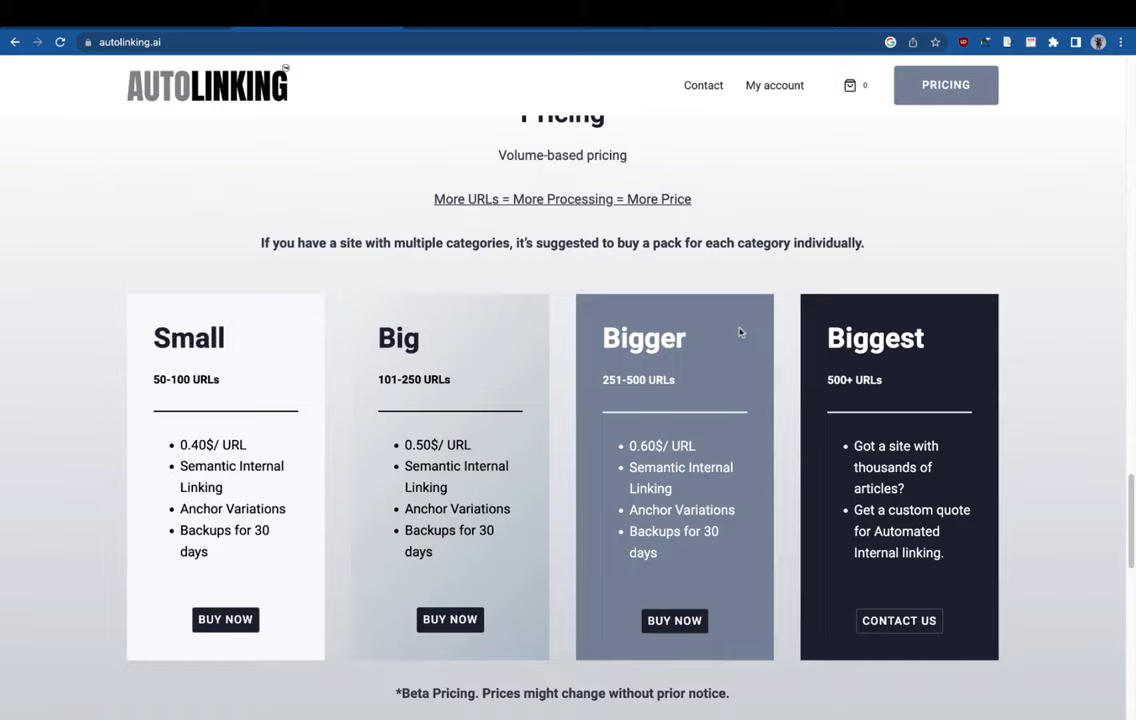 autolinking.ai
AUTOLINKING
Contact
My account
0
PRICING
Pricing
Volume-based pricing
More URLs = More Processing = More Price
If you have a site with multiple categories, it's suggested to buy a pack for each category individually.
Small
50-100 URLs
0.40$/ URL
Semantic Internal
Linking
Anchor Variations
Backups for 30
days
BUY NOW
Big
101-250 URLs
0.50$/ URL
Semantic Internal
Linking
Anchor Variations
Backups for 30
days
BUY NOW
Bigger
251-500 URLs
0.60$/ URL
Semantic Internal
Linking
Anchor Variations
Backups for 30
days
BUY NOW
Biggest
500+ URLs
Got a site with
thousands of
articles?
Get a custom quote
for Automated
Internal linking.
CONTACT US
*Beta Pricing. Prices might change without prior notice.